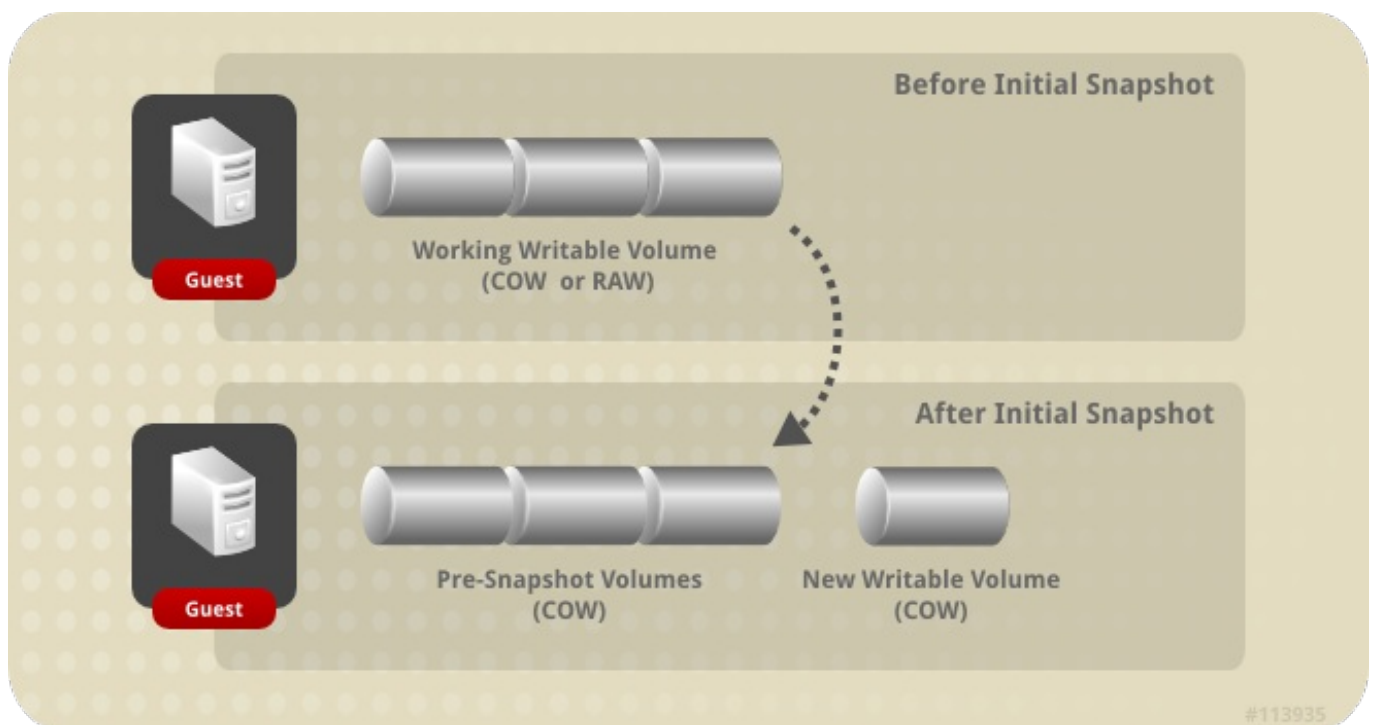 Before Initial Snapshot
Guest
Working Writable Volume
(COW or RAW)
After Initial Snapshot
Guest
Pre-Snapshot Volumes
(COW)
New Writable Volume
(COW)
#113935